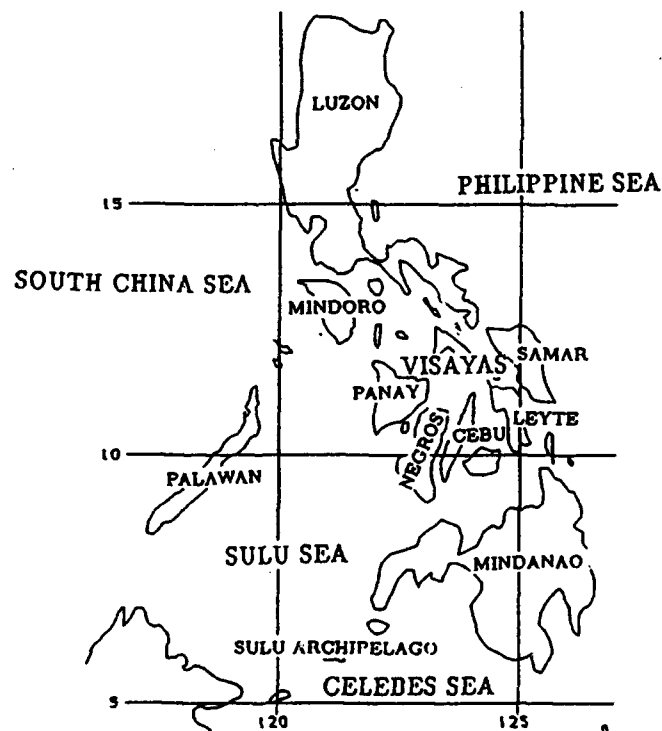 LUZON
PHILIPPINE SEA
15
SOUTH CHINA SEA
MINDORO
VISAYAS
SAMAR
PANAY
NEGROSI
CEBU
LEYTE
10
PALAWAN
SULU SEA
MINDANAO
SULU ARCHIPELAGO
CELEDES SEA
5
120
125